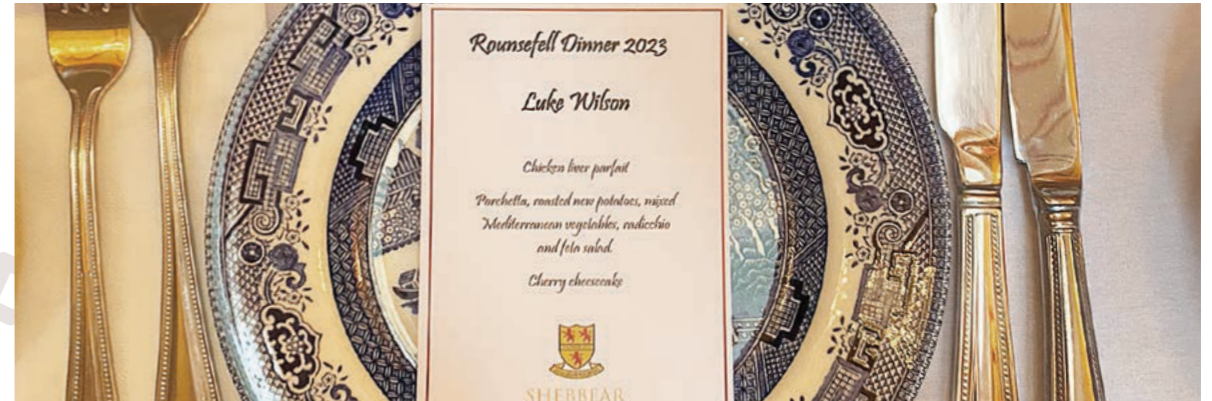 Rounsefell Dinner 2023
Luke Wilson
Chicken liver parfait
Porchetta, roasted new potatoes, mixed
Mediterranean vegetables, radicchio
and feta salad.
Cherry cheesecake
SHEBBEAR